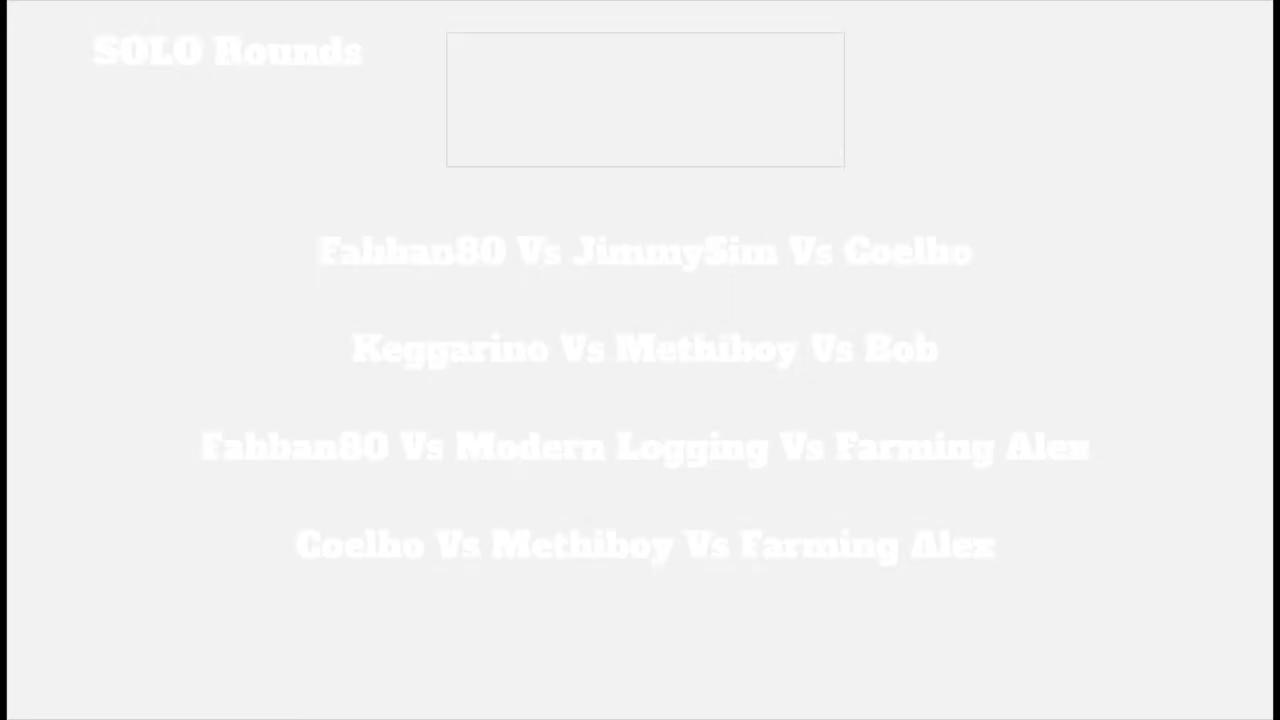 SOLO Rounds
Fabban80 Vs JimmySim Vs Coelho
Keggarino Vs Methiboy Vs Bob
Fabban80 Vs Modern Logging Vs Farming Alex
Coelho Vs Methiboy Vs Farming Alex